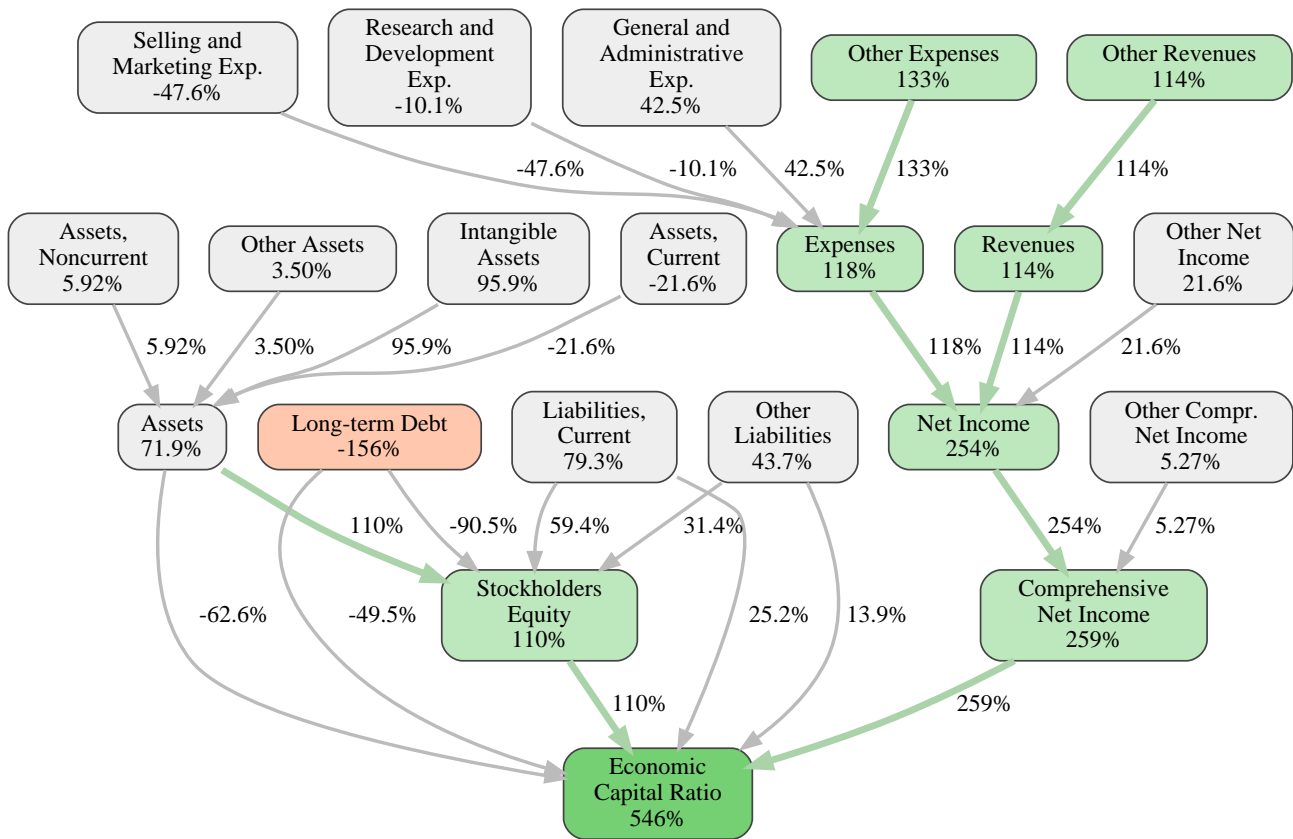 Selling and
Marketing Exp.
-47.6%
Research and
Development
Exp.
-10.1%
General and
Administrative
Exp.
42.5%
Other Expenses
133%
Other Revenues
114%
-47.6%
-10.1%
42.5%
133%
114%
Assets,
Noncurrent
5.92%
Other Assets
3.50%
Intangible
Assets
95.9%
Assets,
Current
-21.6%
Expenses
118%
Revenues
114%
Other Net
Income
21.6%
5.92%
3.50%
95.9%
-21.6%
118%
114%
21.6%
Assets
71.9%
Long-term Debt
-156%
Liabilities,
Current
79.3%
Other
Liabilities
43.7%
Net Income
254%
Other Compr.
Net Income
5.27%
110%
-90.5%
59.4%
31.4%
254%
5.27%
Stockholders
Equity
110%
Comprehensive
Net Income
259%
-62.6%
-49.5%
25.2%
13.9%
110%
259%
Economic
Capital Ratio
546%